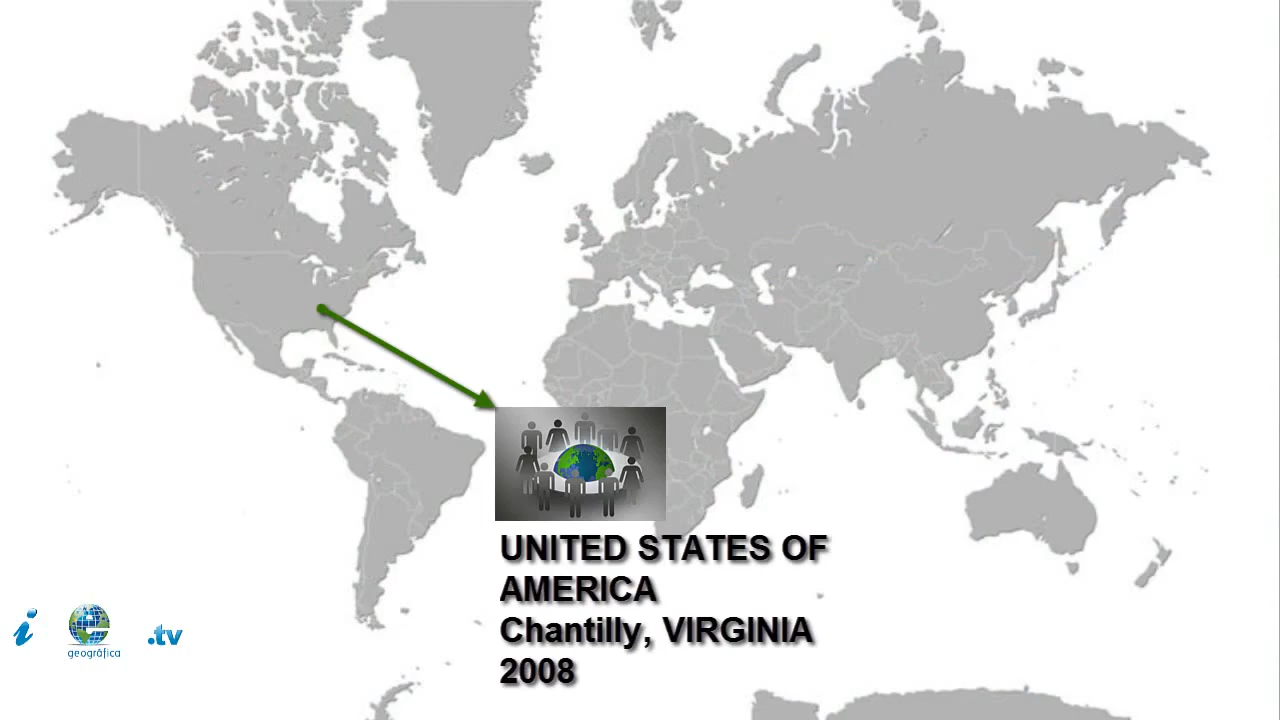 UNITED STATES OF
AMERICA
Chantilly, VIRGINIA
2008
i e .tv
geográfica